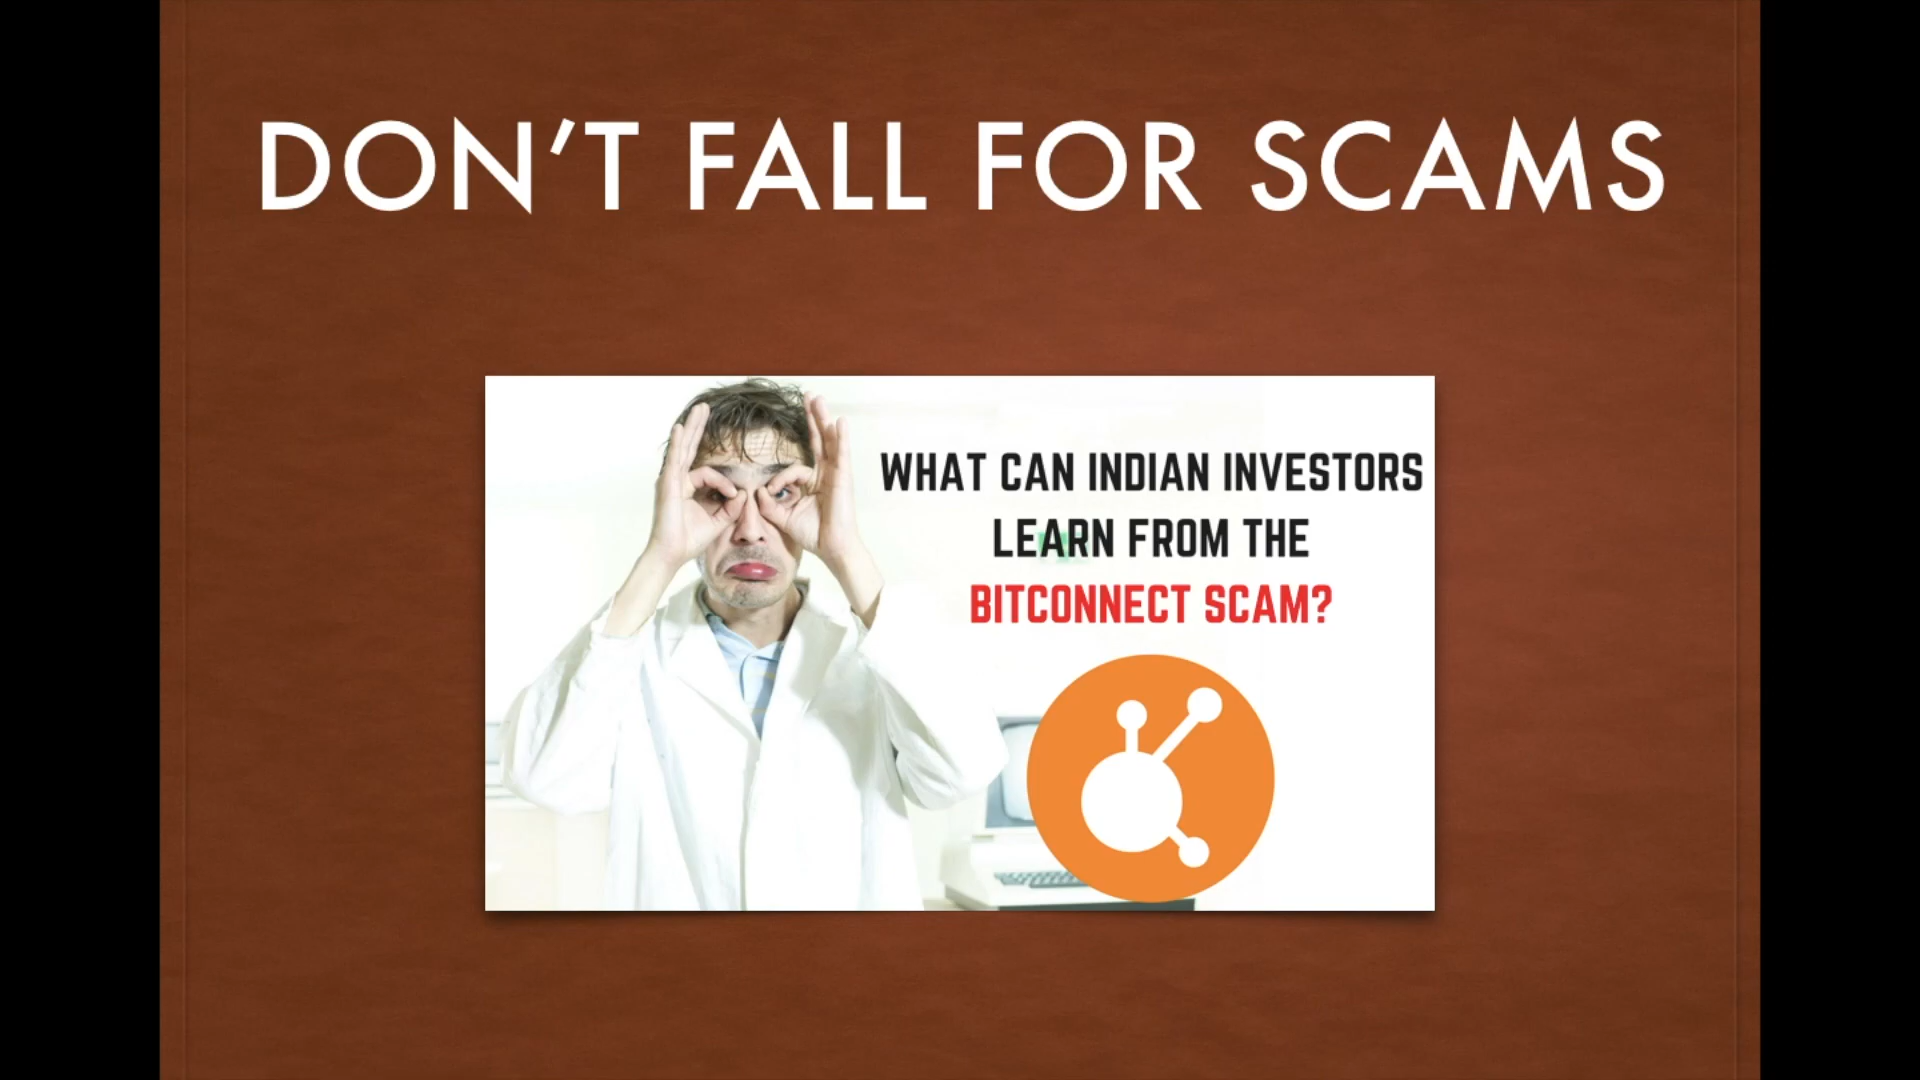 DON’T FALL FOR SCAMS
WHAT CAN INDIAN INVESTORS
LEARN FROM THE
BITCONNECT SCAM?